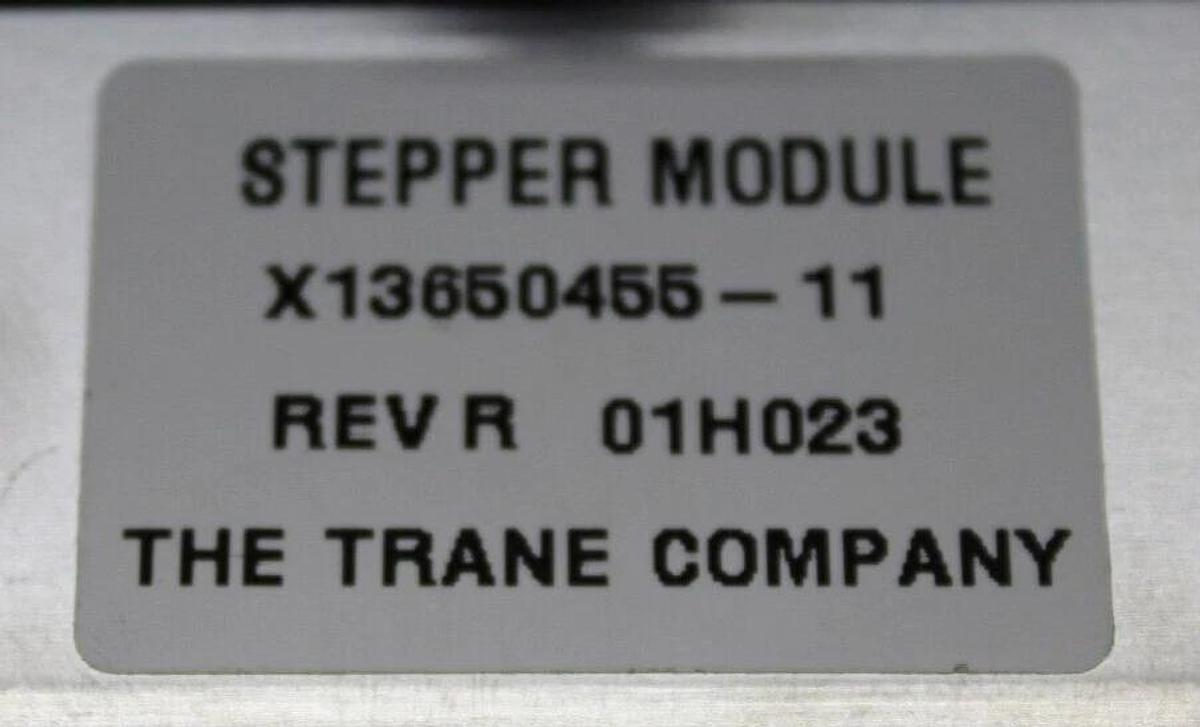 STEPPER MODULE
X13650455-11
REV R 01H023
THE TRANE COMPANY